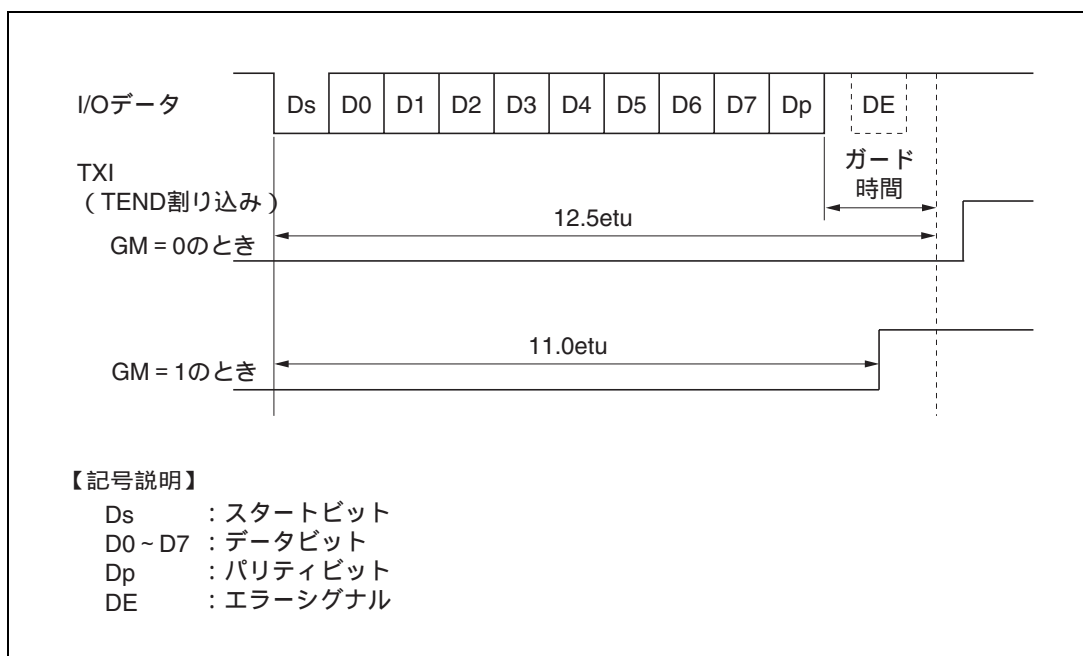 I/Oデータ Ds D0 D1 D2 D3 D4 D5 D6 D7 Dp DE
ガード
時間
TXI
（TEND割り込み）
12.5etu
GM = 0のとき
11.0etu
GM = 1のとき
【記号説明】
Ds ：スタートビット
D0～D7 ：データビット
Dp ：パリティビット
DE ：エラーシグナル